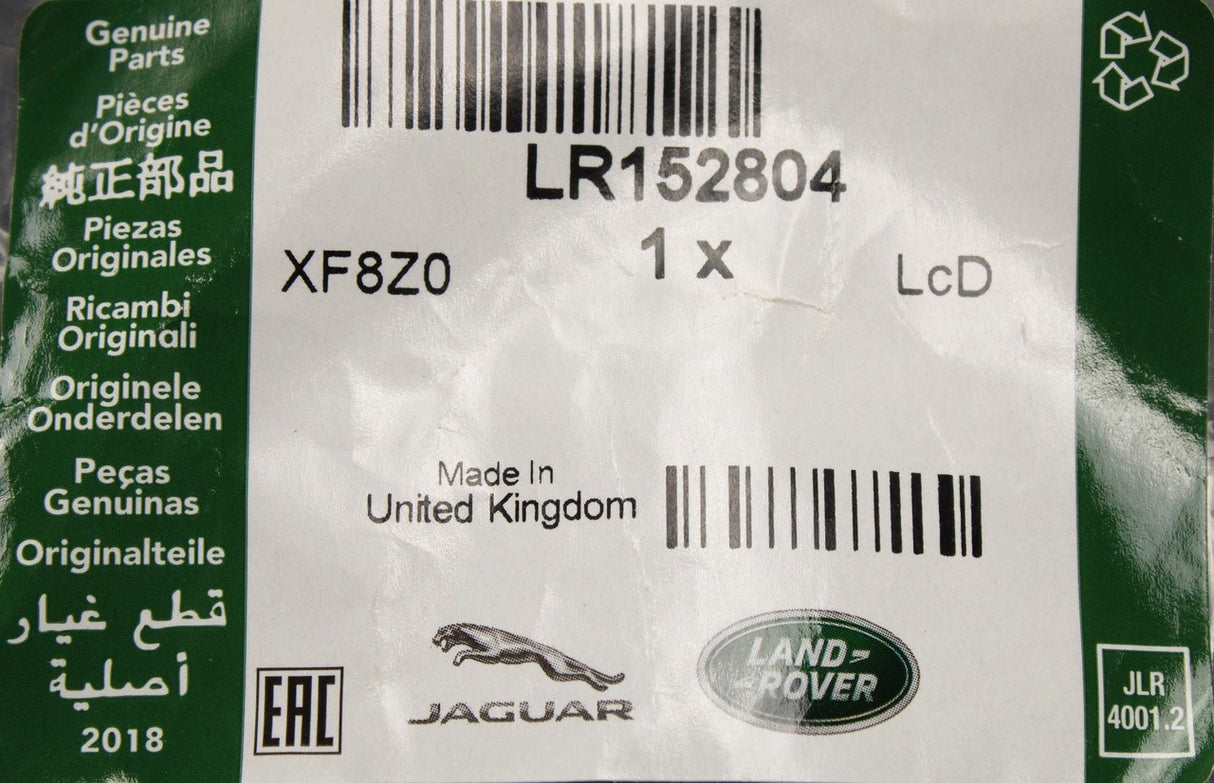 Genuine
Parts
Pièces
d'Origine
純正部品
Piezas
Originales
Ricambi
Originali
Originele
Onderdelen
Peças
Genuinas
Originalteile
قطع غيار
أصلية
2018
LR152804
XF8Z0
1 x
LcD
Made In
United Kingdom
EAC
JAGUAR
LAND-
-ROVER
JLR
4001.2